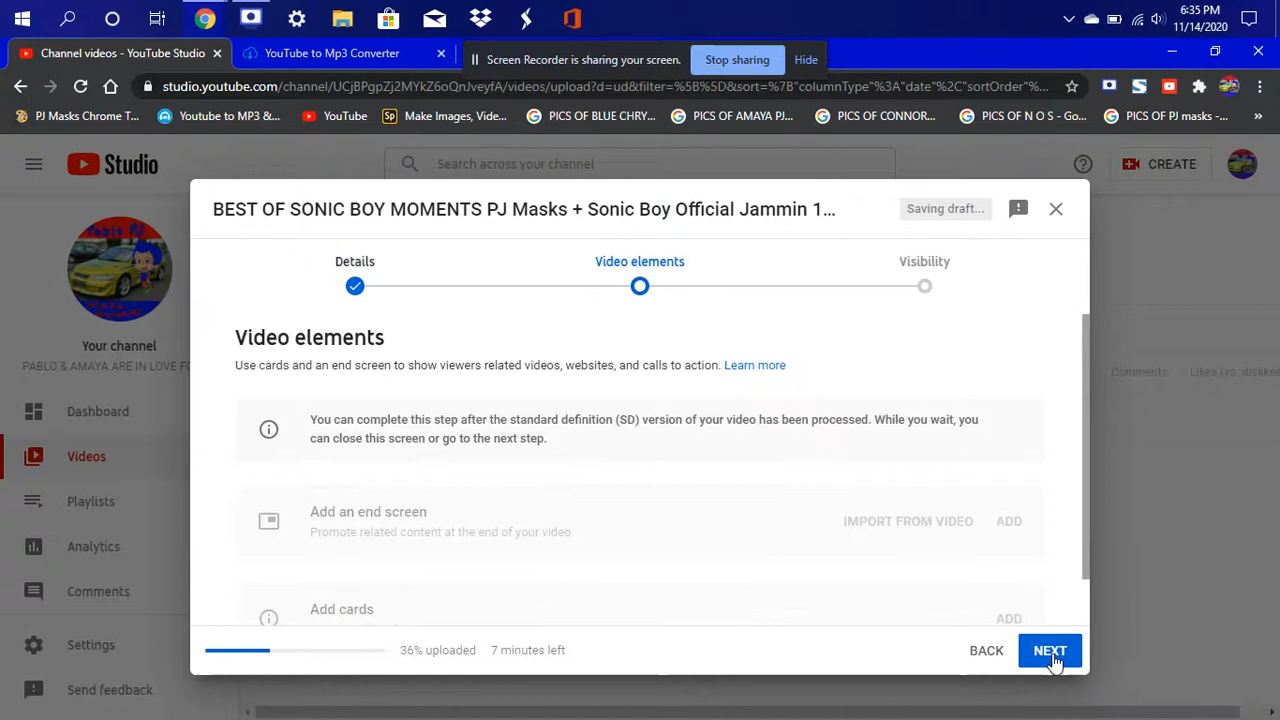 6:35 PM
11/14/2020
Channel videos - YouTube Studio
YouTube to Mp3 Converter
Screen Recorder is sharing your screen.
Stop sharing
Hide
studio.youtube.com/channel/UCjBPgpZj2MYkZ6sQnJveyfA/videos/upload?d=ud&filter=%5B%5D&sort=%7B"columnType"%3A"date"%2C"sortOrder"%...
PJ Masks Chrome T...
Youtube to MP3 &...
YouTube
Make Images, Vide...
PICS OF BLUE CHRY...
PICS OF AMAYA PJ...
PICS OF CONNOR...
PICS OF N O S - Go...
PICS OF PJ masks -...
Studio
Search across your channel
CREATE
BEST OF SONIC BOY MOMENTS PJ Masks + Sonic Boy Official Jammin 1...
Saving draft...
Details
Video elements
Visibility
Video elements
Use cards and an end screen to show viewers related videos, websites, and calls to action. Learn more
You can complete this step after the standard definition (SD) version of your video has been processed. While you wait, you
can close this screen or go to the next step.
Add an end screen
Promote related content at the end of your video
IMPORT FROM VIDEO
ADD
Add cards
ADD
36% uploaded
7 minutes left
BACK
NEXT
Your channel
PABLO & AMAYA ARE IN LOVE FO
Dashboard
Videos
Playlists
Analytics
Comments
Settings
Send feedback
Comments
Likes (vs. dislikes